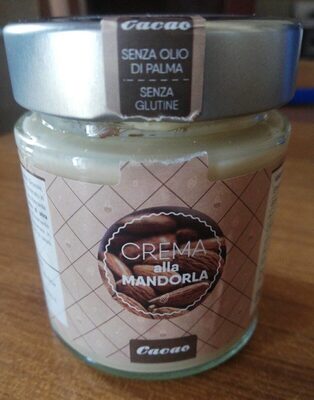 Cacao
SENZA OLIO
DI PALMA
SENZA
GLUTINE
CREMA
alla
MANDORLA
Cacao